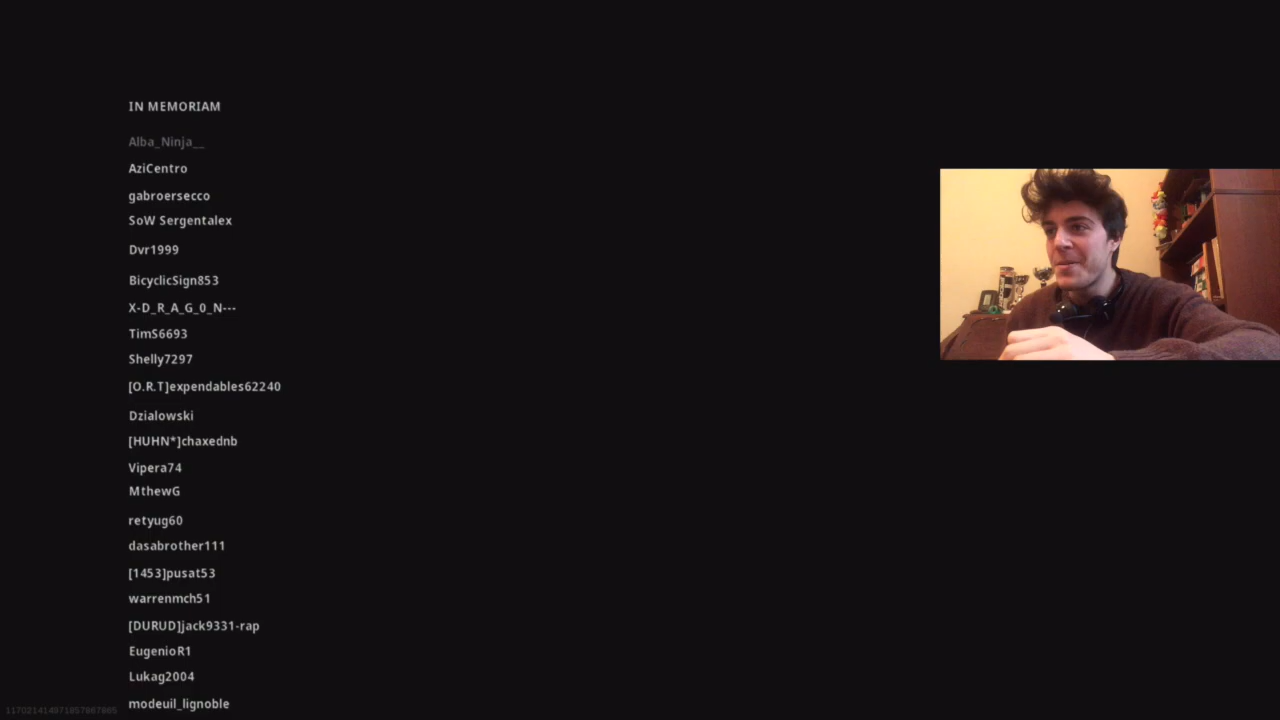 IN MEMORIAM
Alba_Ninja__
AziCentro
gabroersecco
SoW Sergentalex
Dvr1999
BicyclicSign853
X-D_R_A_G_0_N---
TimS6693
Shelly7297
[O.R.T]expendables62240
Dzialowski
[HUHN*]chaxednb
Vipera74
MthewG
retyug60
dasabrother111
[1453]pusat53
warrenmch51
[DURUD]jack9331-rap
EugenioR1
Lukag2004
modeuil_lignoble